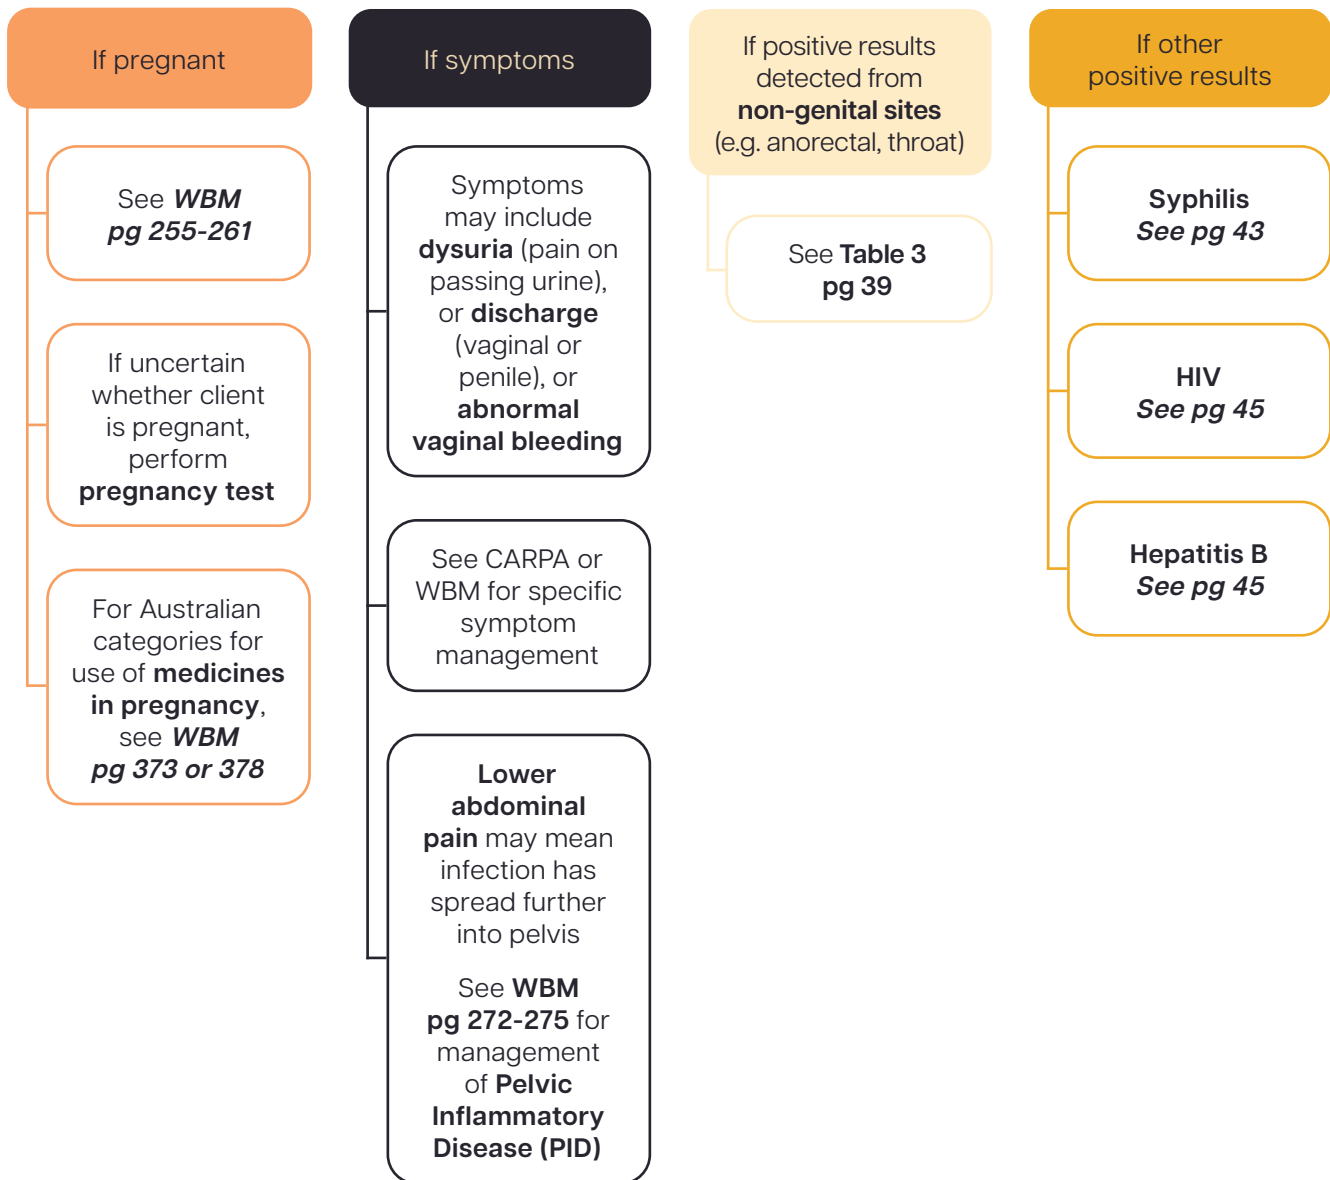 If pregnant
See WBM
pg 255-261
If uncertain
whether client
is pregnant,
perform
pregnancy test
For Australian
categories for
use of medicines
in pregnancy,
see WBM
pg 373 or 378
If symptoms
Symptoms
may include
dysuria (pain on
passing urine),
or discharge
(vaginal or
penile), or
abnormal
vaginal bleeding
See CARPA or
WBM for specific
symptom
management
Lower
abdominal
pain may mean
infection has
spread further
into pelvis
See WBM
pg 272-275 for
management
of Pelvic
Inflammatory
Disease (PID)
If positive results
detected from
non-genital sites
(e.g. anorectal, throat)
See Table 3
pg 39
If other
positive results
Syphilis
See pg 43
HIV
See pg 45
Hepatitis B
See pg 45